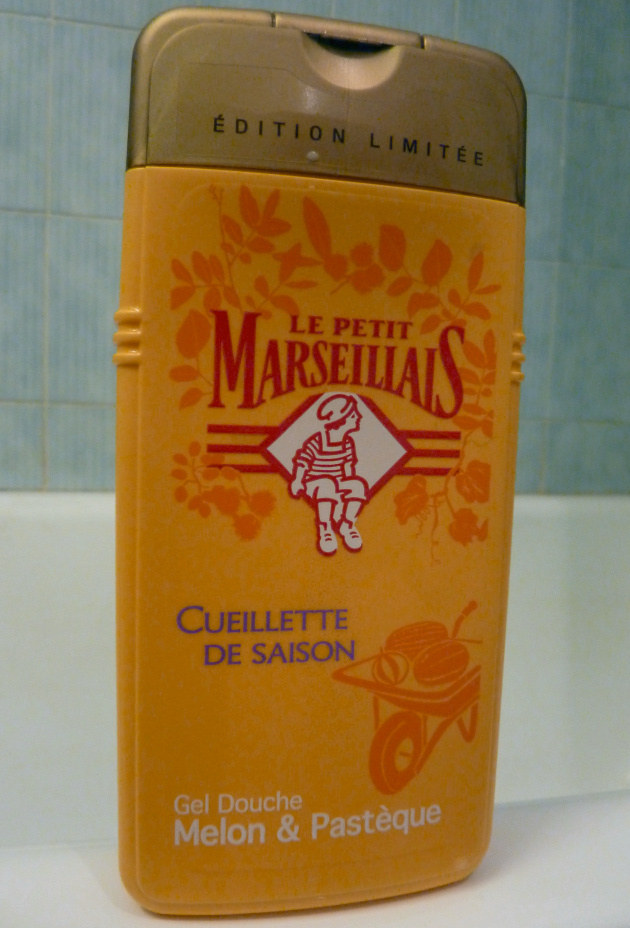 ÉDITION LIMITÉE
LE PETIT
MARSEILLAIS
CUEILLETTE
DE SAISON
Gel Douche
Melon & Pastèque